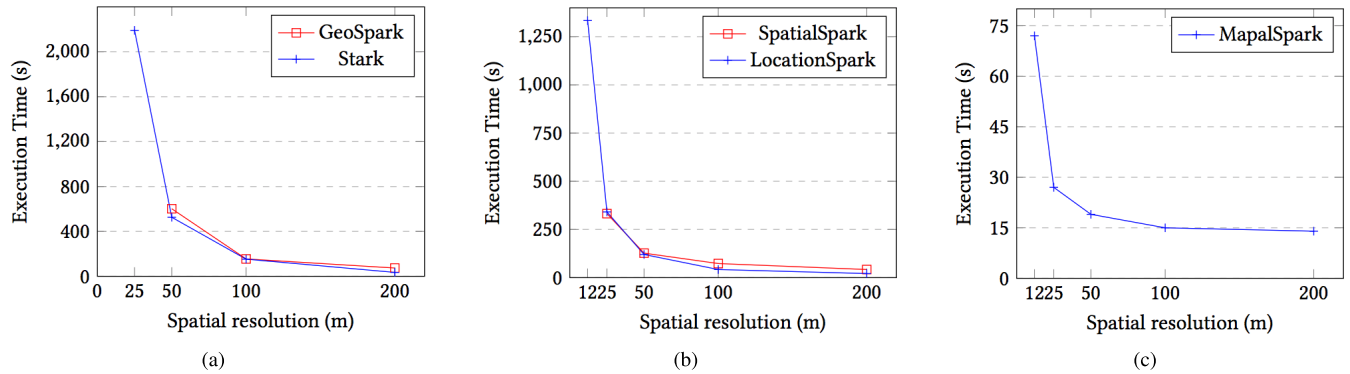 2,000
1,600
1,200
800
400
0
Execution Time (s)
GeoSpark
Stark
0 25 50 100 200
Spatial resolution (m)
(a)
1,250
1,000
750
500
250
0
Execution Time (s)
SpatialSpark
LocationSpark
1225 50 100 200
Spatial resolution (m)
(b)
75
60
45
30
15
0
Execution Time (s)
MapalSpark
1225 50 100 200
Spatial resolution (m)
(c)